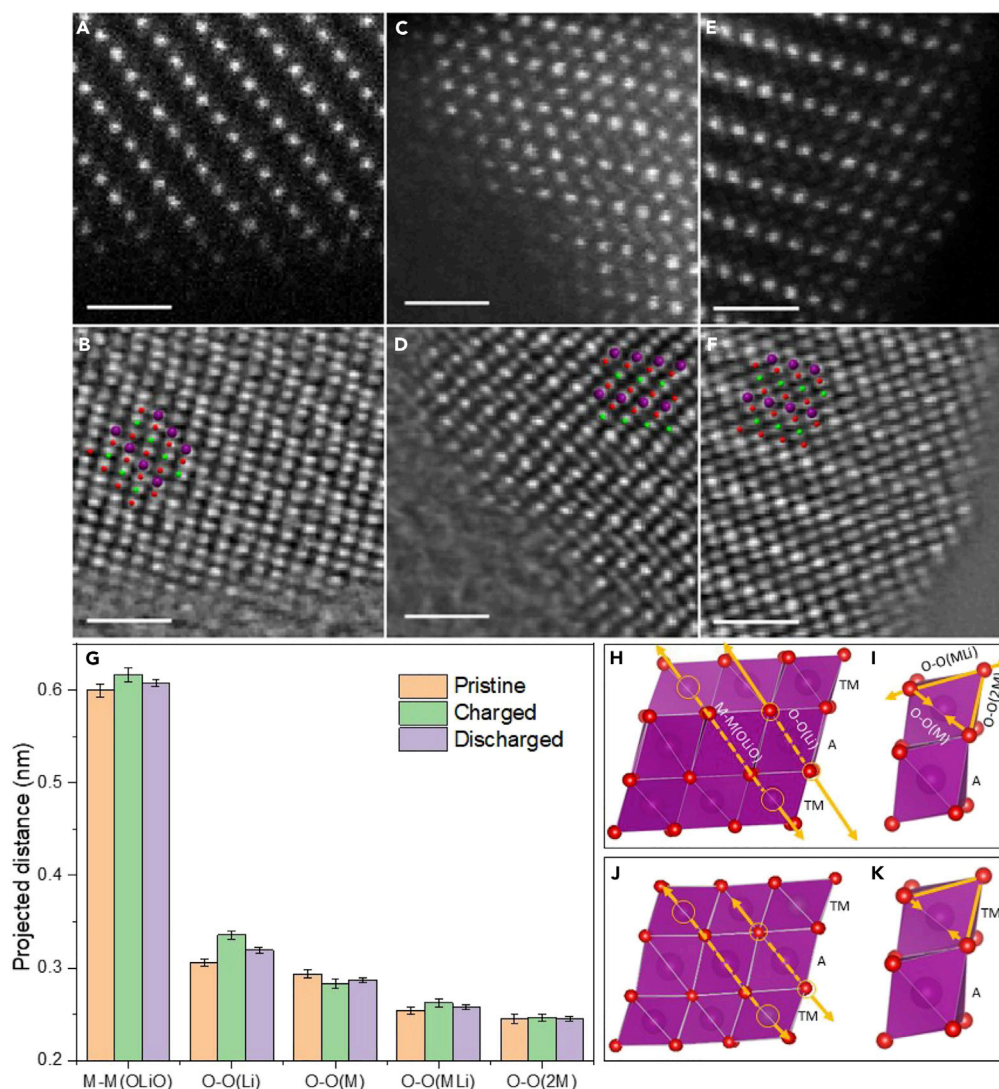 A
C
E
B
D
F
G
0.6
0.5
0.4
0.3
0.2
Projected distance (nm)
Pristine
Charged
Discharged
M-M(OLiO)
O-O(Li)
O-O(M)
O-O(MLi)
O-O(2M)
H
TM
M-M(OLiO)
O-O(Li)
A
TM
I
O-O(MLi)
O-O(M)
O-O(2M)
A
J
TM
A
TM
K
TM
A